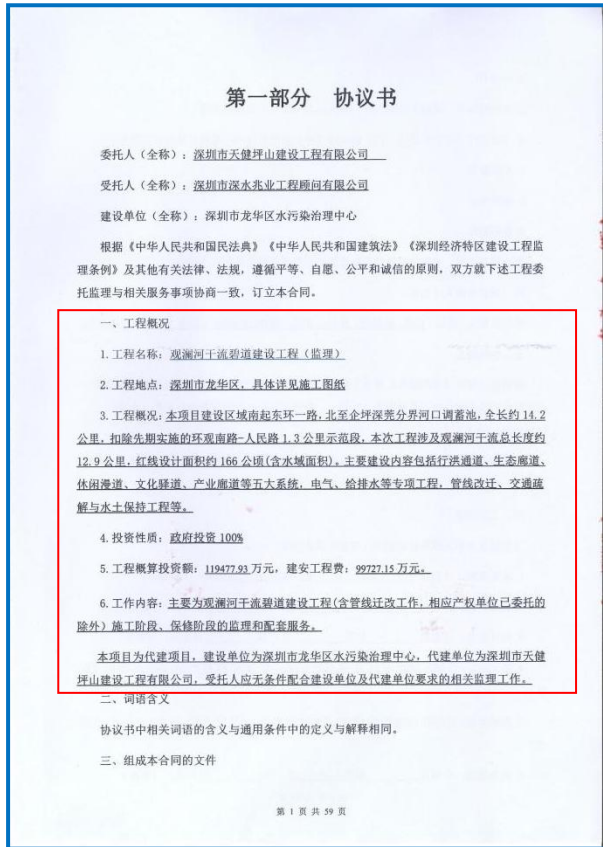 第一部分 协议书
委托人（全称）：深圳市天健坪山建设工程有限公司
受托人（全称）：深圳市深水兆业工程顾问有限公司
建设单位（全称）：深圳市龙华区水污染治理中心
根据《中华人民共和国民法典》《中华人民共和国建筑法》《深圳经济特区建设工程监
理条例》及其他有关法律、法规，遵循平等、自愿、公平和诚信的原则，双方就下述工程委
托监理与相关服务事项协商一致，订立本合同。
一、工程概况
1.工程名称：观澜河干流碧道建设工程（监理）
2.工程地点：深圳市龙华区，具体详见施工图纸
3.工程概况：本项目建设区域南起东环一路，北至企坪深莞分界河口调蓄池，全长约 14.2
公里，扣除先期实施的环观南路-人民路 1.3 公里示范段，本次工程涉及观澜河干流总长度约
12.9 公里，红线设计面积约 166 公顷(含水域面积)。主要建设内容包括行洪通道、生态廊道、
休闲漫道、文化驿道、产业廊道等五大系统，电气、给排水等专项工程，管线改迁、交通疏
解与水土保持工程等。
4.投资性质：政府投资 100%
5.工程概算投资额：119477.93 万元，建安工程费：99727.15 万元。
6.工作内容：主要为观澜河干流碧道建设工程(含管线迁改工作，相应产权单位已委托的
除外）施工阶段、保修阶段的监理和配套服务。
本项目为代建项目，建设单位为深圳市龙华区水污染治理中心，代建单位为深圳市天健
坪山建设工程有限公司，受托人应无条件配合建设单位及代建单位要求的相关监理工作。
二、词语含义
协议书中相关词语的含义与通用条件中的定义与解释相同。
三、组成本合同的文件
第 1 页 共 59 页